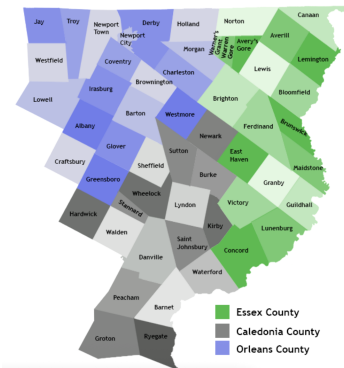 Canaan
Jay
Troy
Newport
Town
Newport
City
Derby
Holland
Norton
Warner's
Grant
Warren
Gore
Avery's
Gore
Averill
Lemington
Morgan
Westfield
Coventry
Charleston
Lewis
Brownington
Bloomfield
Lowell
Irasburg
Barton
Westmore
Brighton
Ferdinand
Brunswick
Albany
Newark
Glover
Sutton
East
Haven
Maidstone
Craftsbury
Sheffield
Burke
Granby
Greensboro
Wheelock
Lyndon
Victory
Guildhall
Hardwick
Stannard
Kirby
Lunenburg
Walden
Saint
Johnsbury
Concord
Danville
Waterford
Peacham
Barnet
Groton
Ryegate
Essex County
Caledonia County
Orleans County